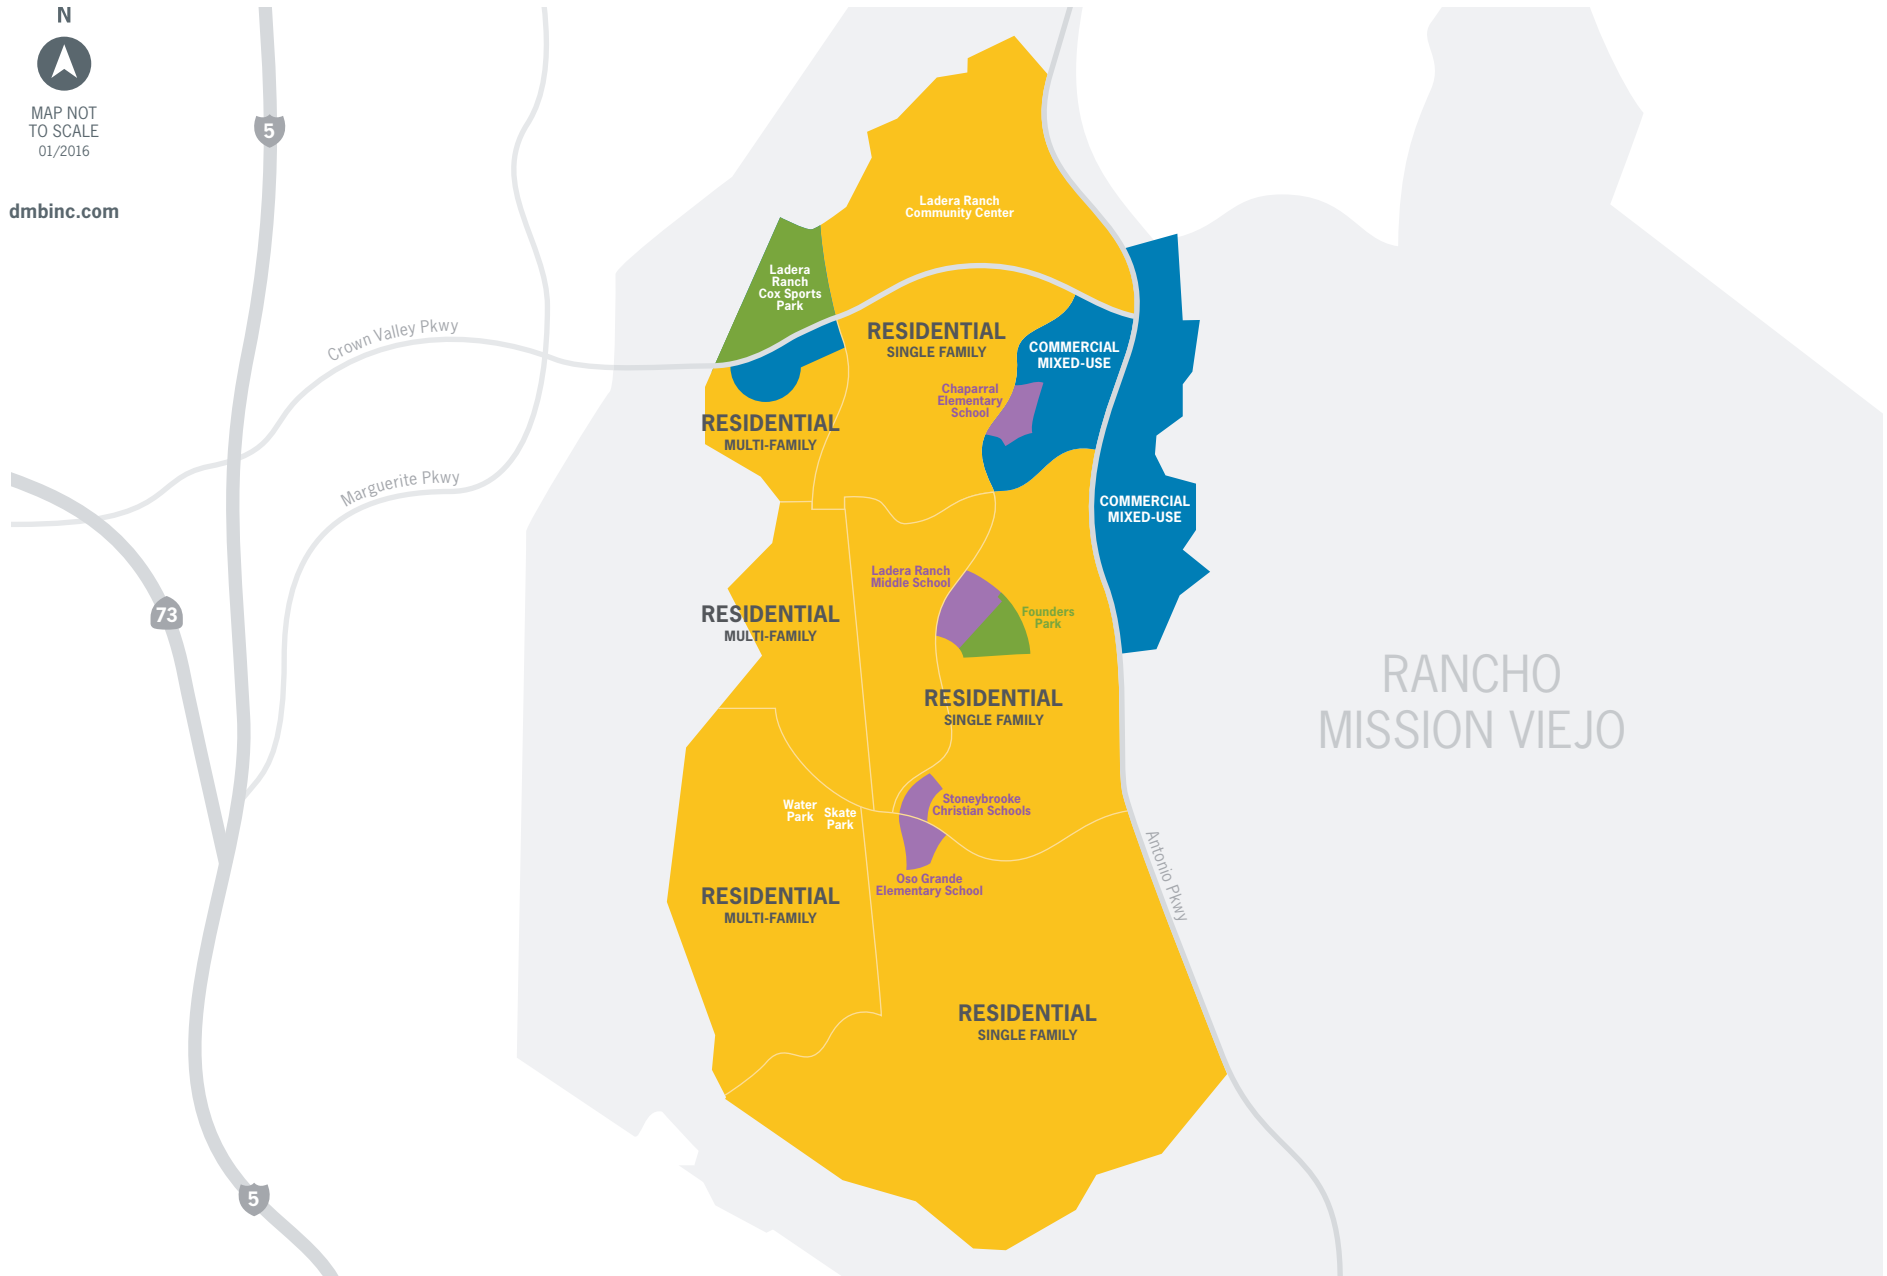 N
MAP NOT
TO SCALE
01/2016
5
dmbinc.com
Ladera Ranch
Community Center
Ladera
Ranch
Cox Sports
Park
Crown Valley Pkwy
RESIDENTIAL
SINGLE FAMILY
COMMERCIAL
MIXED-USE
Chaparral
Elementary
School
RESIDENTIAL
MULTI-FAMILY
Marguerite Pkwy
COMMERCIAL
MIXED-USE
Ladera Ranch
Middle School
Founders
Park
73
RESIDENTIAL
MULTI-FAMILY
RANCHO
MISSION VIEJO
RESIDENTIAL
SINGLE FAMILY
Water
Park
Skate
Park
Stoneybrooke
Christian Schools
Antonio Pkwy
Oso Grande
Elementary School
RESIDENTIAL
MULTI-FAMILY
RESIDENTIAL
SINGLE FAMILY
5